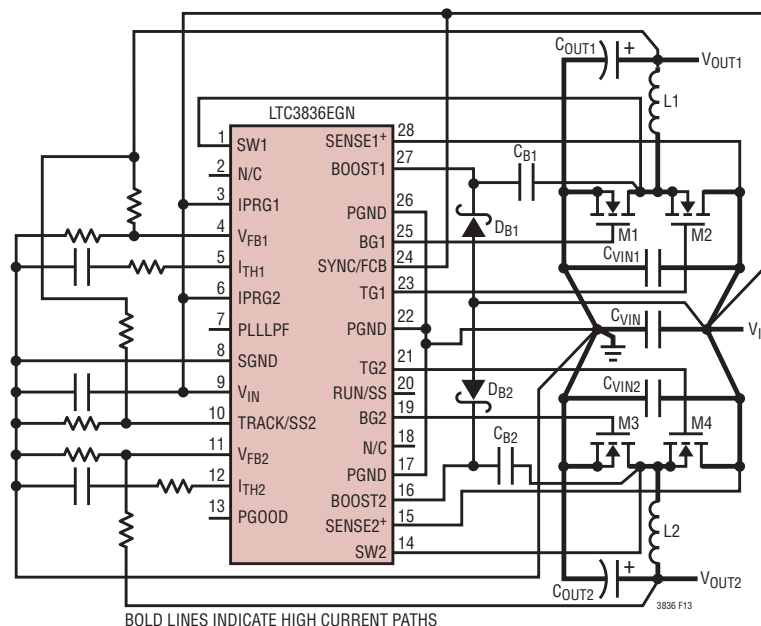 COUT1
+
VOUT1
L1
LTC3836EGN
1 SW1
SENSE1+ 28
2 N/C
BOOST1 27
CB1
3 IPRG1
PGND 26
4 VFB1
BG1 25
DB1
M1
M2
5 ITH1
SYNC/FCB 24
CVIN1
6 IPRG2
TG1 23
7 PLLLPF
PGND 22
CVIN
8 SGND
TG2 21
9 VIN
RUN/SS 20
DB2
CVIN2
10 TRACK/SS2
BG2 19
M3
M4
11 VFB2
N/C 18
CB2
12 ITH2
PGND 17
13 PGOOD
BOOST2 16
SENSE2+ 15
SW2 14
L2
COUT2
+
VOUT2
3836 F13
BOLD LINES INDICATE HIGH CURRENT PATHS